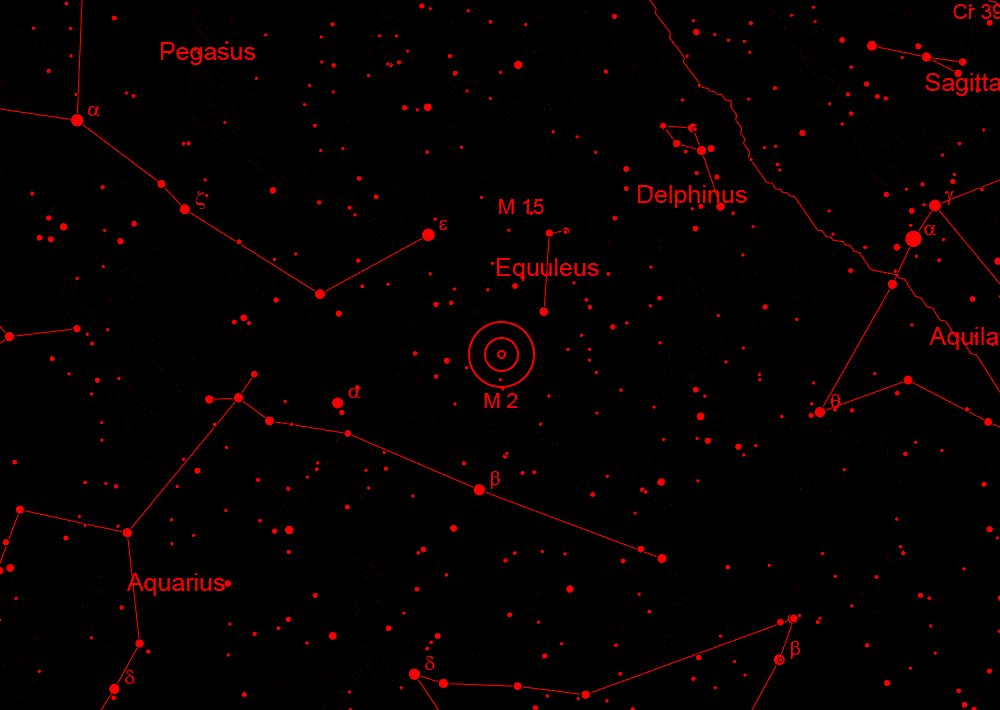 Cr 39
Pegasus
Sagitta
α
Delphinus
γ
ζ
M 15
ε
α
Equuleus
Aquila
α
M 2
θ
β
Aquarius
β
δ
δ